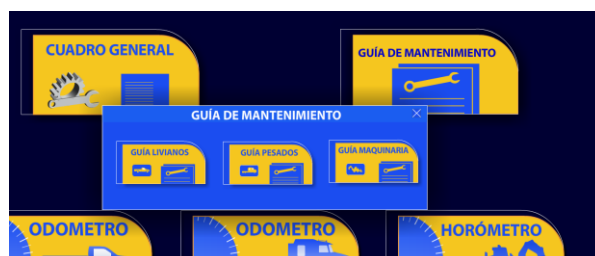 CUADRO GENERAL
GUÍA DE MANTENIMIENTO
GUÍA DE MANTENIMIENTO
GUÍA LIVIANOS
GUÍA PESADOS
GUÍA MAQUINARIA
ODOMETRO
ODOMETRO
HORÓMETRO